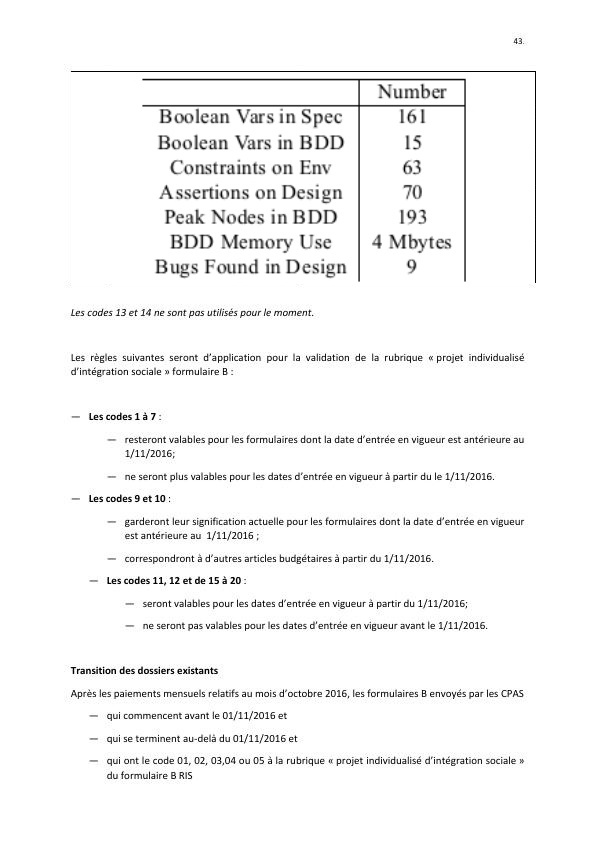 43.
Number
Boolean Vars in Spec 161
Boolean Vars in BDD 15
Constraints on Env 63
Assertions on Design 70
Peak Nodes in BDD 193
BDD Memory Use 4 Mbytes
Bugs Found in Design 9
Les codes 13 et 14 ne sont pas utilisés pour le moment.
Les règles suivantes seront d’application pour la validation de la rubrique « projet individualisé
d’intégration sociale » formulaire B :
— Les codes 1 à 7 :
— resteront valables pour les formulaires dont la date d’entrée en vigueur est antérieure au
1/11/2016;
— ne seront plus valables pour les dates d’entrée en vigueur à partir du le 1/11/2016.
— Les codes 9 et 10 :
— garderont leur signification actuelle pour les formulaires dont la date d’entrée en vigueur
est antérieure au 1/11/2016 ;
— correspondront à d’autres articles budgétaires à partir du 1/11/2016.
— Les codes 11, 12 et de 15 à 20 :
— seront valables pour les dates d’entrée en vigueur à partir du 1/11/2016;
— ne seront pas valables pour les dates d’entrée en vigueur avant le 1/11/2016.
Transition des dossiers existants
Après les paiements mensuels relatifs au mois d’octobre 2016, les formulaires B envoyés par les CPAS
— qui commencent avant le 01/11/2016 et
— qui se terminent au-delà du 01/11/2016 et
— qui ont le code 01, 02, 03,04 ou 05 à la rubrique « projet individualisé d’intégration sociale »
du formulaire B RIS